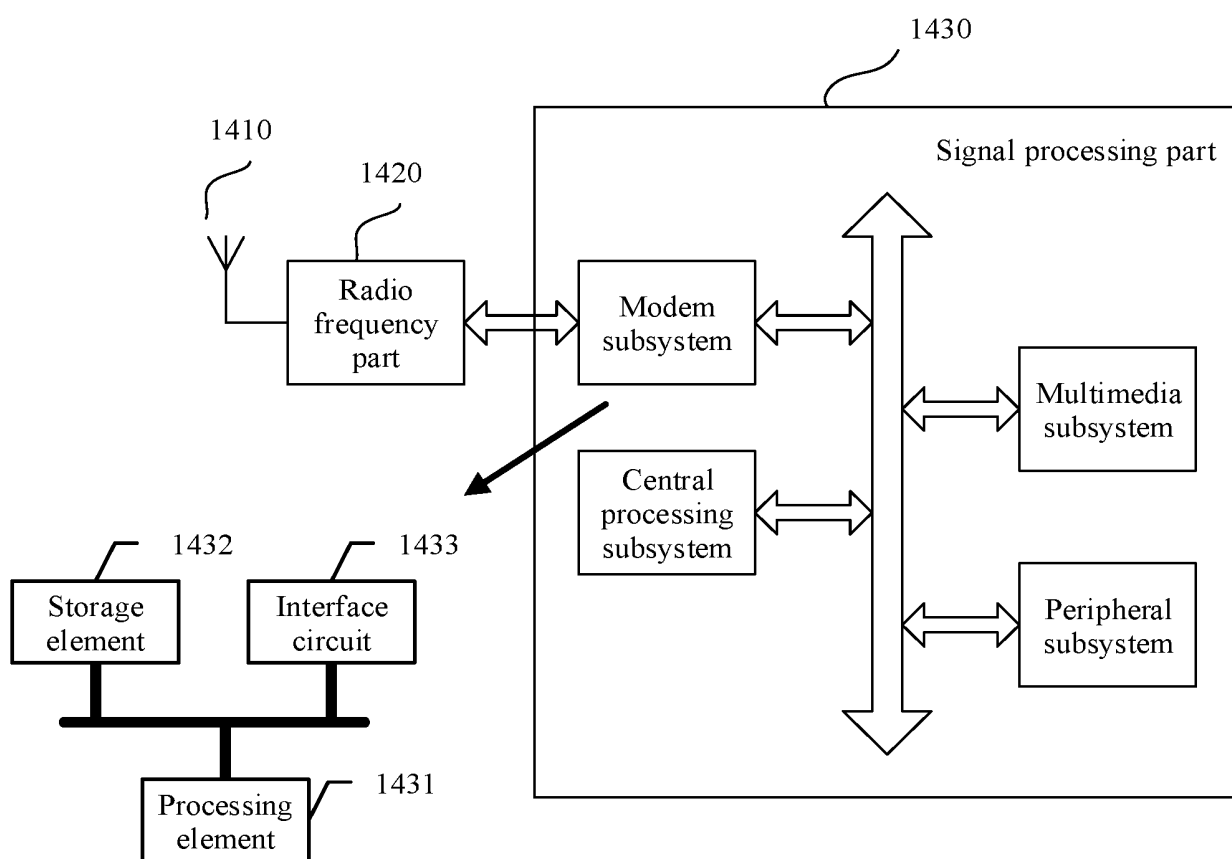 1430
1410
Signal processing part
1420
Radio
frequency
part
Modem
subsystem
Multimedia
subsystem
Central
processing
subsystem
1432
1433
Storage
element
Interface
circuit
Peripheral
subsystem
1431
Processing
element